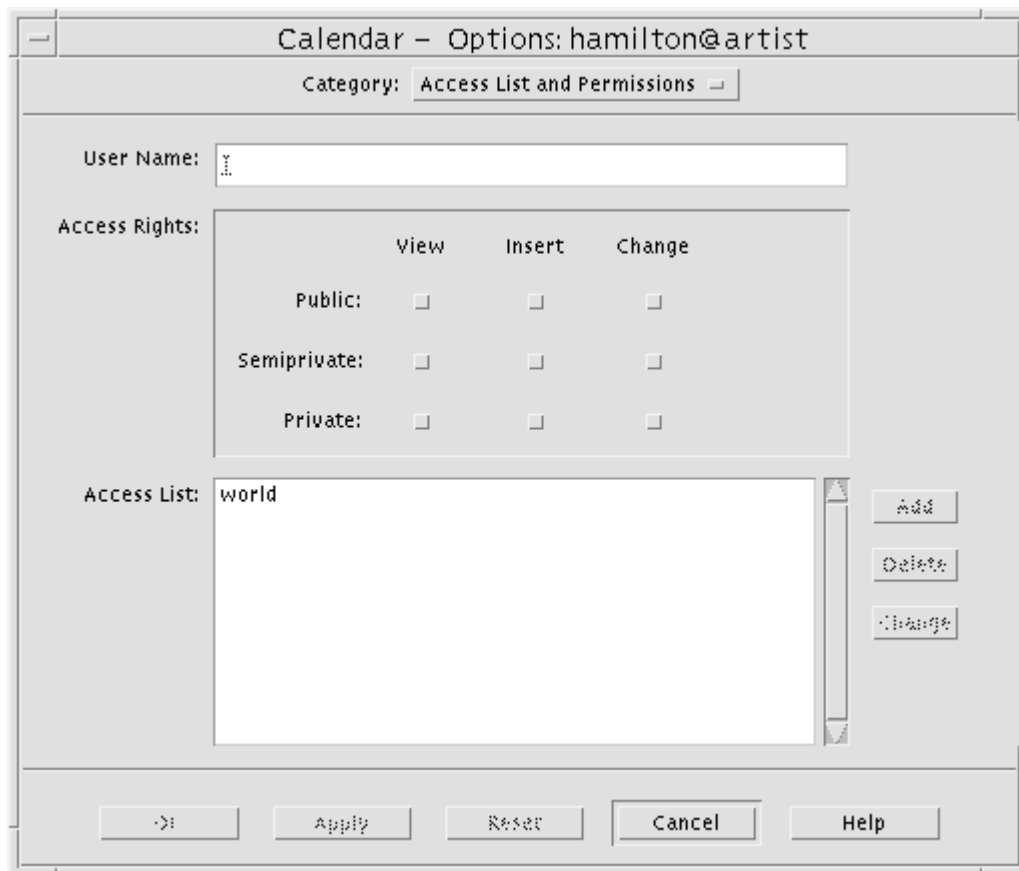 Calendar – Options: hamilton@artist
Category: Access List and Permissions
User Name:
Access Rights:
View Insert Change
Public:
Semiprivate:
Private:
Access List: world
Add
Delete
Change
Apply Reset Cancel Help